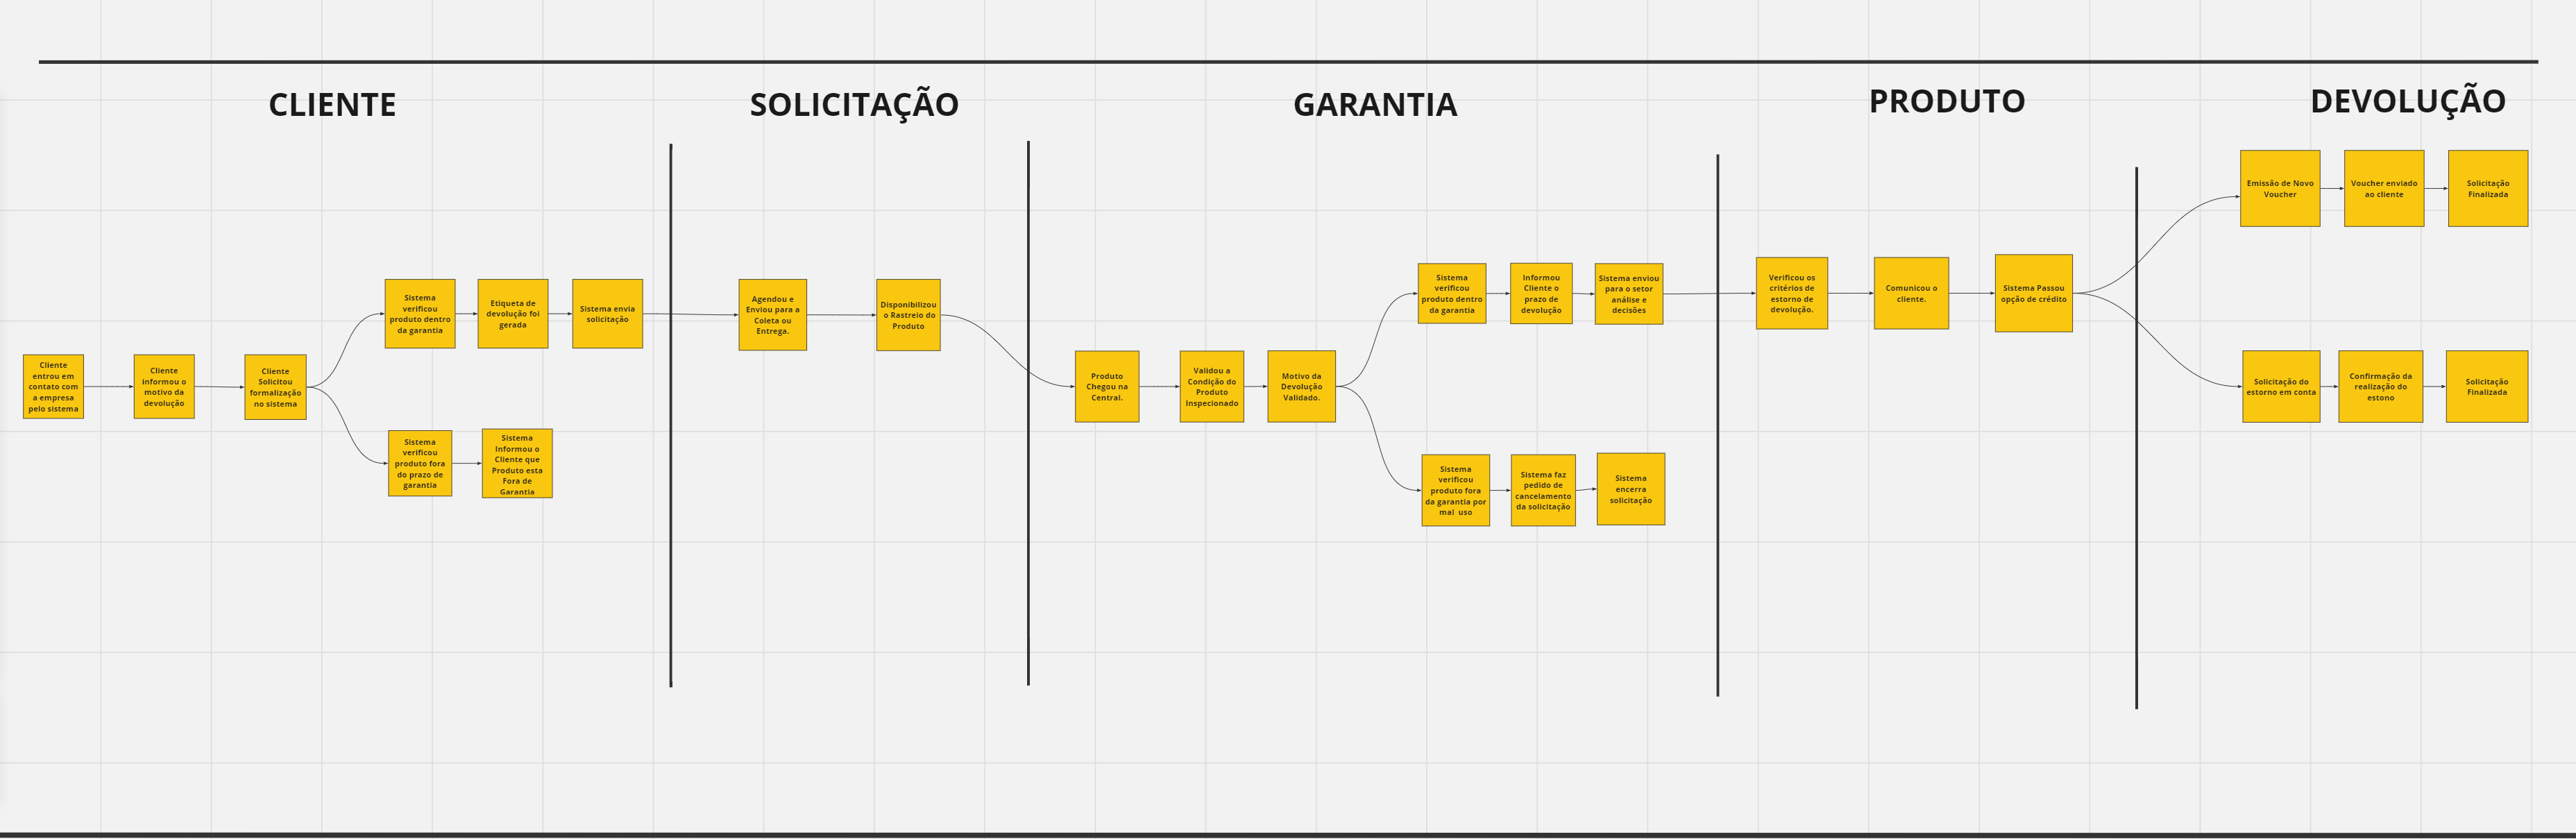 CLIENTE
SOLICITAÇÃO
GARANTIA
PRODUTO
DEVOLUÇÃO
Cliente
entrou em
contato com
a empresa
pelo sistema
Cliente
informou o
motivo da
devolução
Cliente
Solicitou
formalização
no sistema
Sistema
verificou
produto dentro
da garantia
Etiqueta de
devolução foi
gerada
Sistema envia
solicitação
Sistema
verificou
produto fora
do prazo de
garantia
Sistema
Informou o
Cliente que
Produto esta
Fora de
Garantia
Agendou e
Enviou para a
Coleta ou
Entrega.
Disponibilizou
o Rastreio do
Produto
Produto
Chegou na
Central.
Validou a
Condição do
Produto
Inspecionado
Motivo da
Devolução
Validado.
Sistema
verificou
produto dentro
da garantia
Informou
Cliente o
prazo de
devolução
Sistema enviou
para o setor
análise e
decisões
Sistema
verificou
produto fora
da garantia por
mal uso
Sistema faz
pedido de
cancelamento
da solicitação
Sistema
encerra
solicitação
Verificou os
critérios de
estorno de
devolução.
Comunicou o
cliente.
Sistema Passou
opção de crédito
Emissão de Novo
Voucher
Voucher enviado
ao cliente
Solicitação
Finalizada
Solicitação do
estorno em conta
Confirmação da
realização do
estono
Solicitação
Finalizada